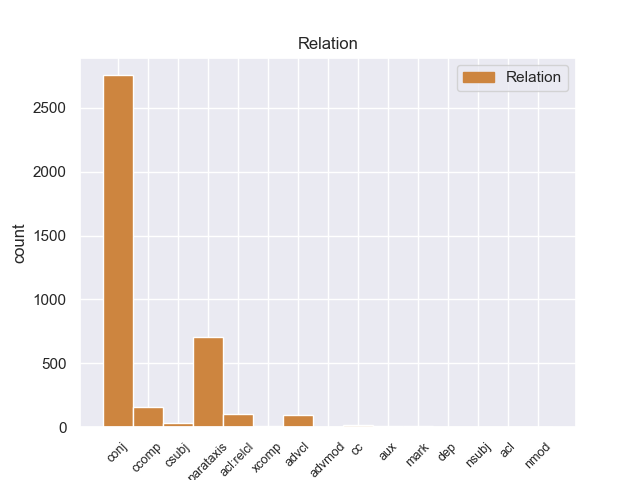 Relation
Relation
count
2500
2000
1500
1000
500
0
conj
ccomp
csubj
parataxis
acl:relcl
xcomp
advcl
advmod
cc
aux
mark
dep
nsubj
acl
nmod